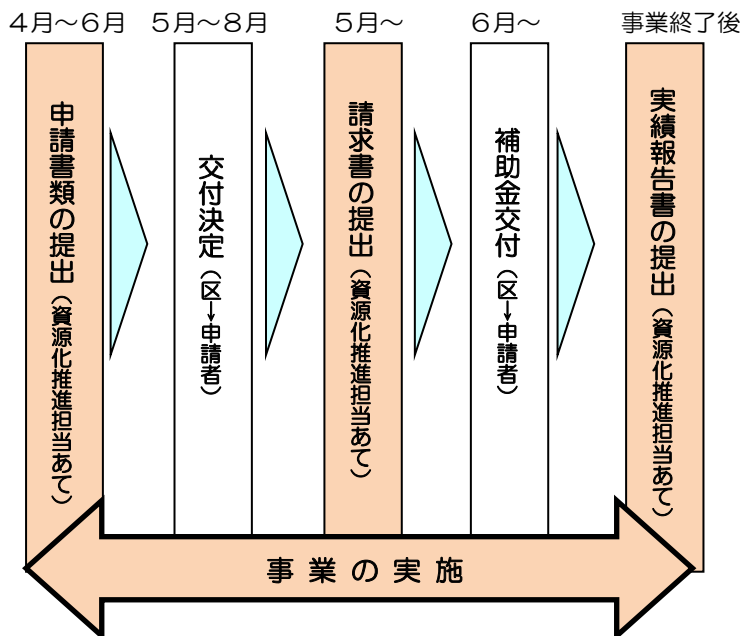 ４月～６月
５月～８月
５月～
６月～
事業終了後
申請書類の提出（資源化推進担当あて）
交付決定（区→申請者）
請求書の提出（資源化推進担当あて）
補助金交付（区→申請者）
実績報告書の提出（資源化推進担当あて）
事業の実施